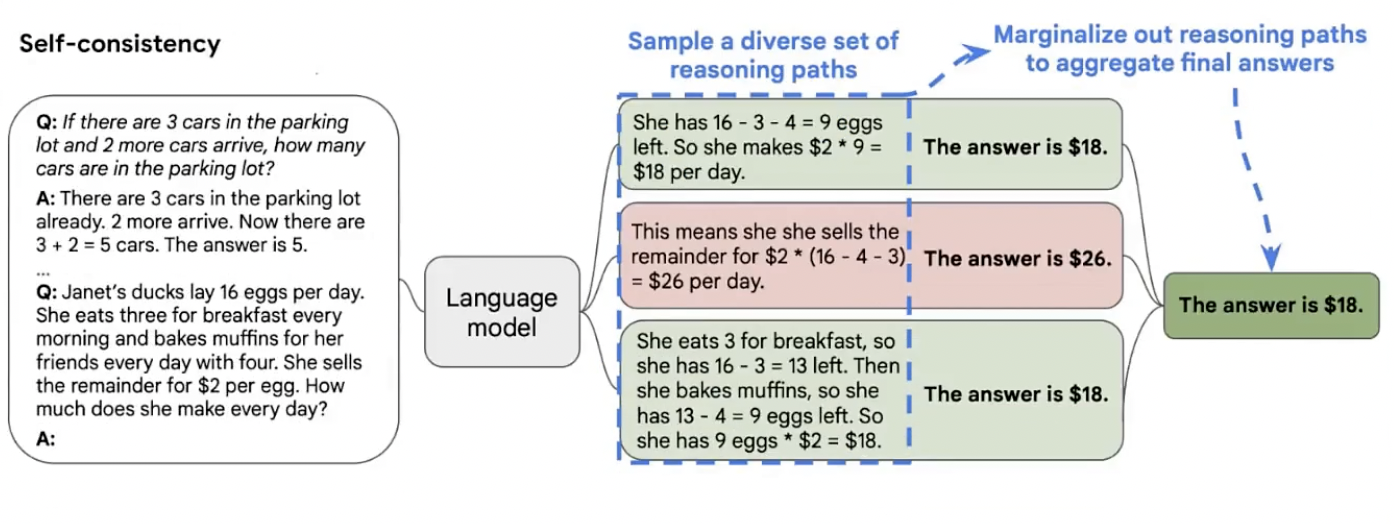 Self-consistency
Q: If there are 3 cars in the parking
lot and 2 more cars arrive, how many
cars are in the parking lot?
A: There are 3 cars in the parking lot
already. 2 more arrive. Now there are
3 + 2 = 5 cars. The answer is 5.
...
Q: Janet's ducks lay 16 eggs per day.
She eats three for breakfast every
morning and bakes muffins for her
friends every day with four. She sells
the remainder for $2 per egg. How
much does she make every day?
A:
Language
model
Sample a diverse set of
reasoning paths
She has 16 - 3 - 4 = 9 eggs
left. So she makes $2 * 9 =
$18 per day.
The answer is $18.
This means she she sells the
remainder for $2 * (16 - 4 - 3)
= $26 per day.
The answer is $26.
She eats 3 for breakfast, so
she has 16 - 3 = 13 left. Then
she bakes muffins, so she
has 13 - 4 = 9 eggs left. So
she has 9 eggs * $2 = $18.
The answer is $18.
Marginalize out reasoning paths
to aggregate final answers
The answer is $18.